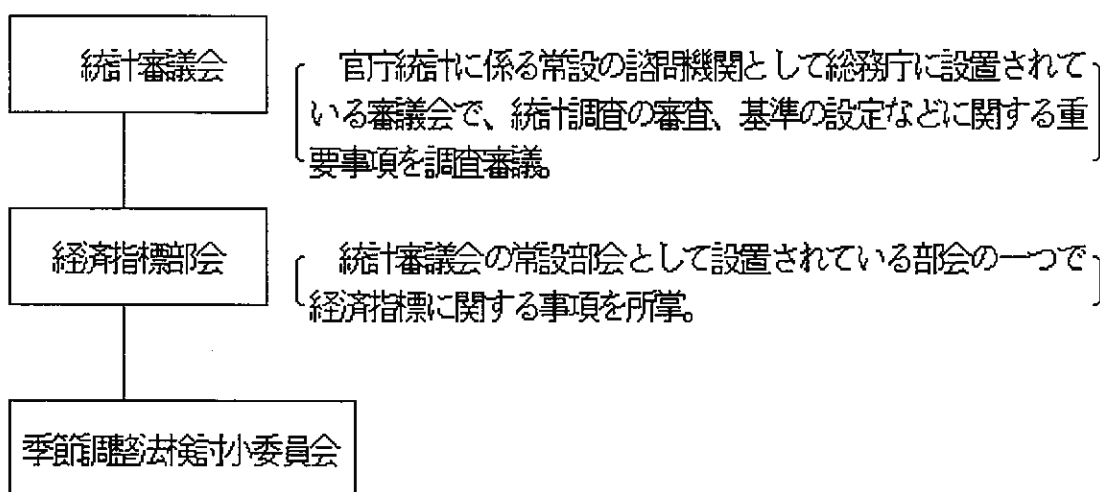 統計審議会
官庁統計に係る常設の諮問機関として総務庁に設置されて
いる審議会で、統計調査の審査、基準の設定などに関する重
要事項を調査審議。
経済指標部会
統計審議会の常設部会として設置されている部会の一つで
経済指標に関する事項を所掌。
季節調整法検討小委員会